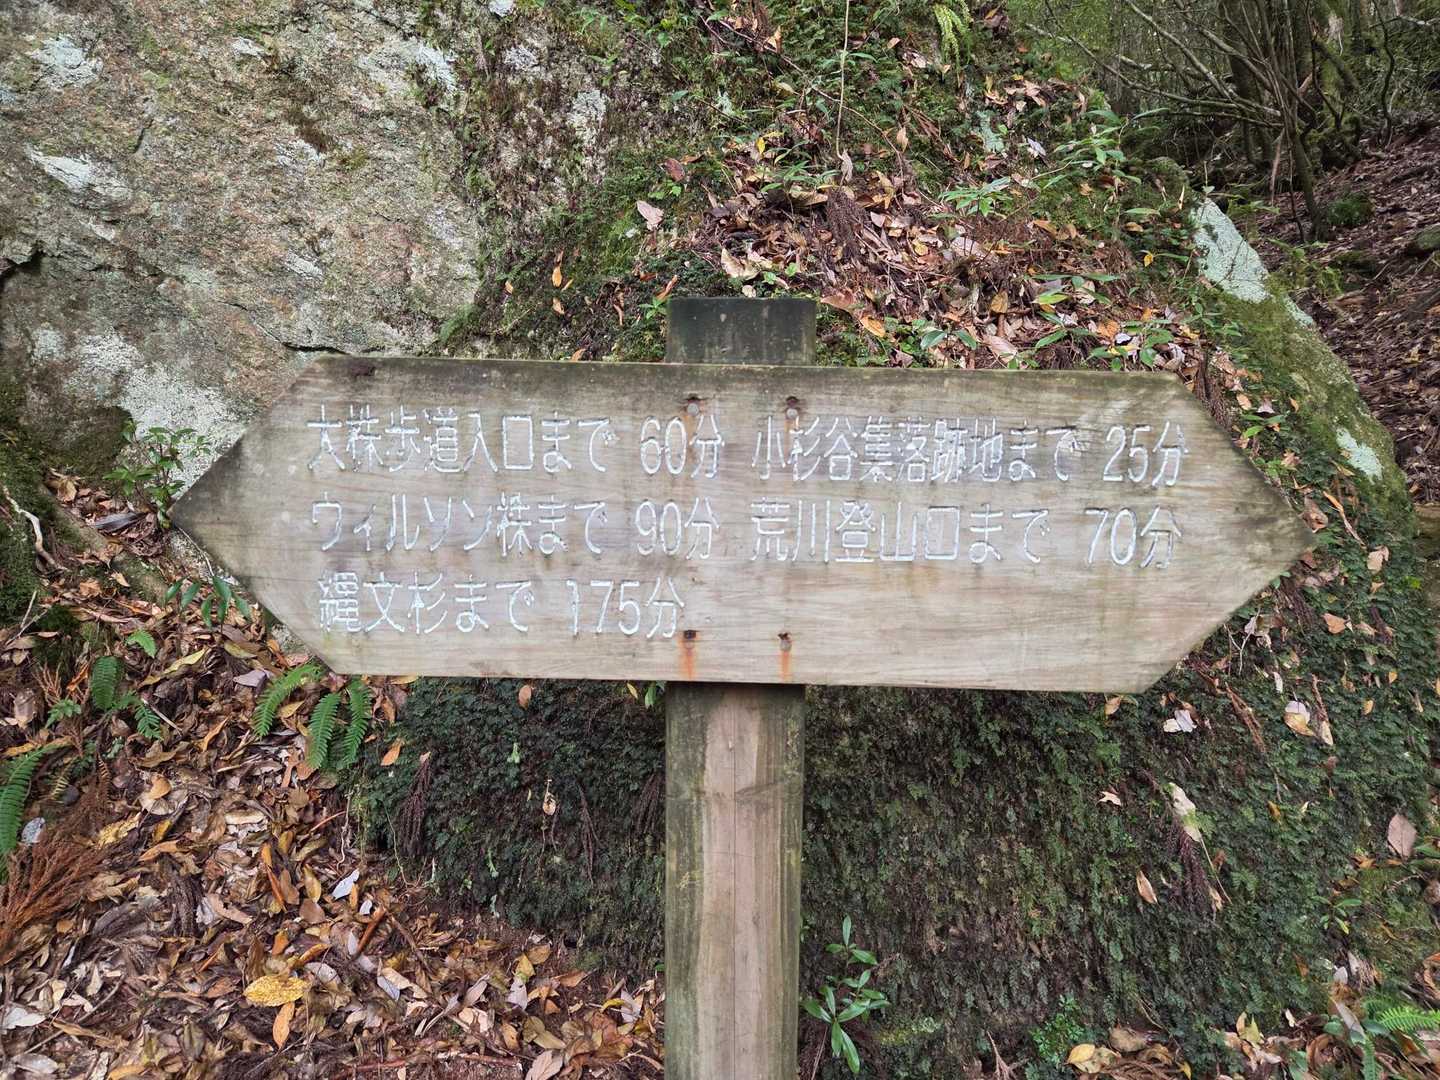 大株歩道入口まで 60分
ウィルソン株まで 90分
縄文杉まで 175分
小杉谷集落跡地まで 25分
荒川登山口まで 70分